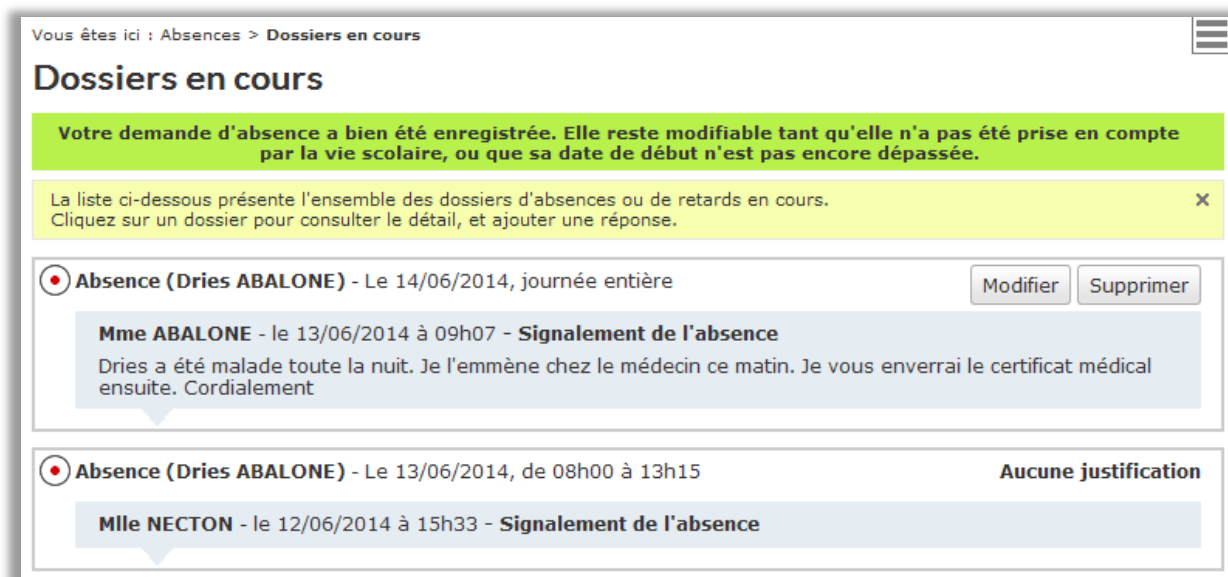 Vous êtes ici : Absences > Dossiers en cours
Dossiers en cours
Votre demande d'absence a bien été enregistrée. Elle reste modifiable tant qu'elle n'a pas été prise en compte
par la vie scolaire, ou que sa date de début n'est pas encore dépassée.
La liste ci-dessous présente l'ensemble des dossiers d'absences ou de retards en cours.
Cliquez sur un dossier pour consulter le détail, et ajouter une réponse.
Absence (Dries ABALONE) - Le 14/06/2014, journée entière Modifier Supprimer
Mme ABALONE - le 13/06/2014 à 09h07 - Signalement de l'absence
Dries a été malade toute la nuit. Je l'emmène chez le médecin ce matin. Je vous enverrai le certificat médical
ensuite. Cordialement
Absence (Dries ABALONE) - Le 13/06/2014, de 08h00 à 13h15 Aucune justification
Mlle NECTON - le 12/06/2014 à 15h33 - Signalement de l'absence